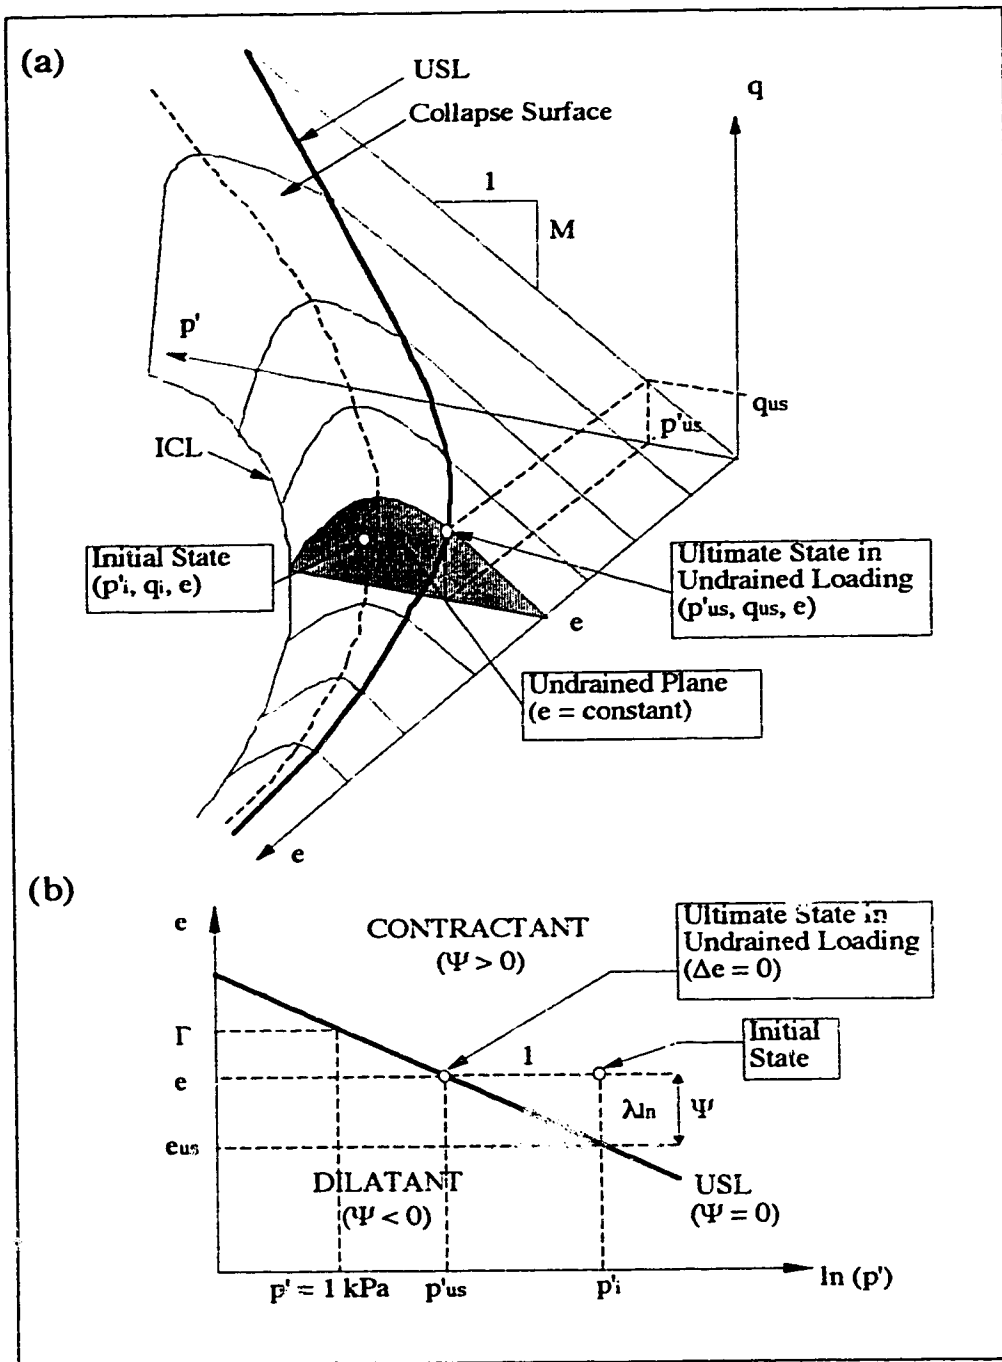 (a)
USL
Collapse Surface
q
1
M
p'
qus
p'us
ICL
Initial State
(p'i, qi, e)
Ultimate State in
Undrained Loading
(p'us, qus, e)
e
Undrained Plane
(e = constant)
e
(b)
e
CONTRACTANT
(Ψ > 0)
Ultimate State in
Undrained Loading
(Δe = 0)
Γ
1
Initial
State
e
λln
Ψ
eus
DILATANT
(Ψ < 0)
USL
(Ψ = 0)
p' = 1 kPa
p'us
p'i
ln (p')